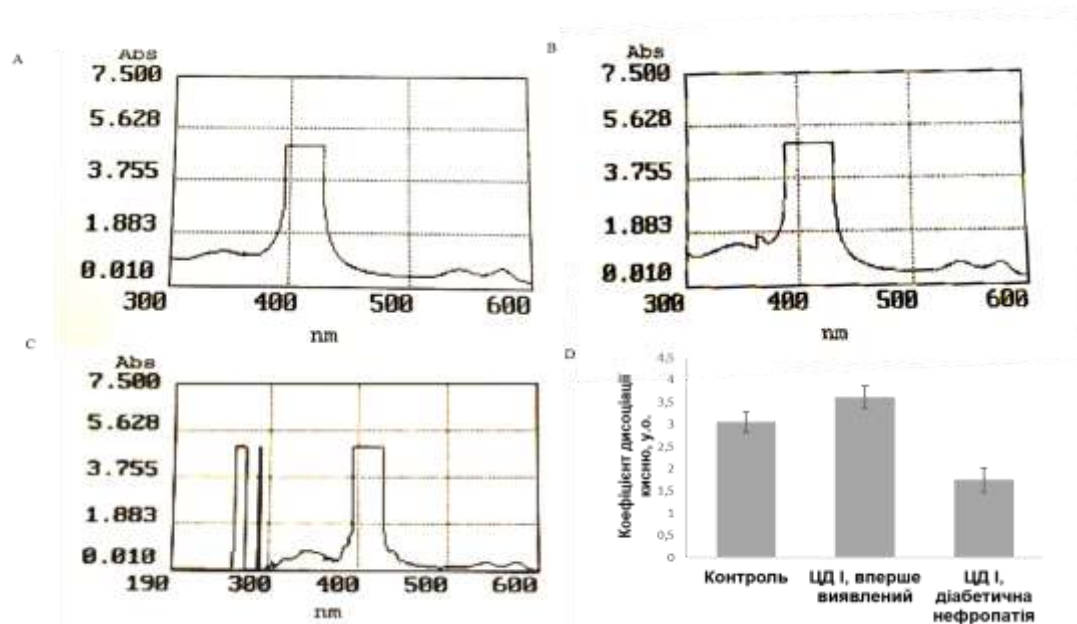 A
Abs
7.500
5.628
3.755
1.883
0.010
300 400 500 600
nm
B
Abs
7.500
5.628
3.755
1.883
0.010
300 400 500 600
nm
C
Abs
7.500
5.628
3.755
1.883
0.010
190 300 400 500 600
nm
D
Коефіцієнт дисоціації
кисню, у.о.
4,5
4
3,5
3
2,5
2
1,5
1
0,5
0
Контроль
ЦД І, вперше
виявлений
ЦД І,
діабетична
нефропатія